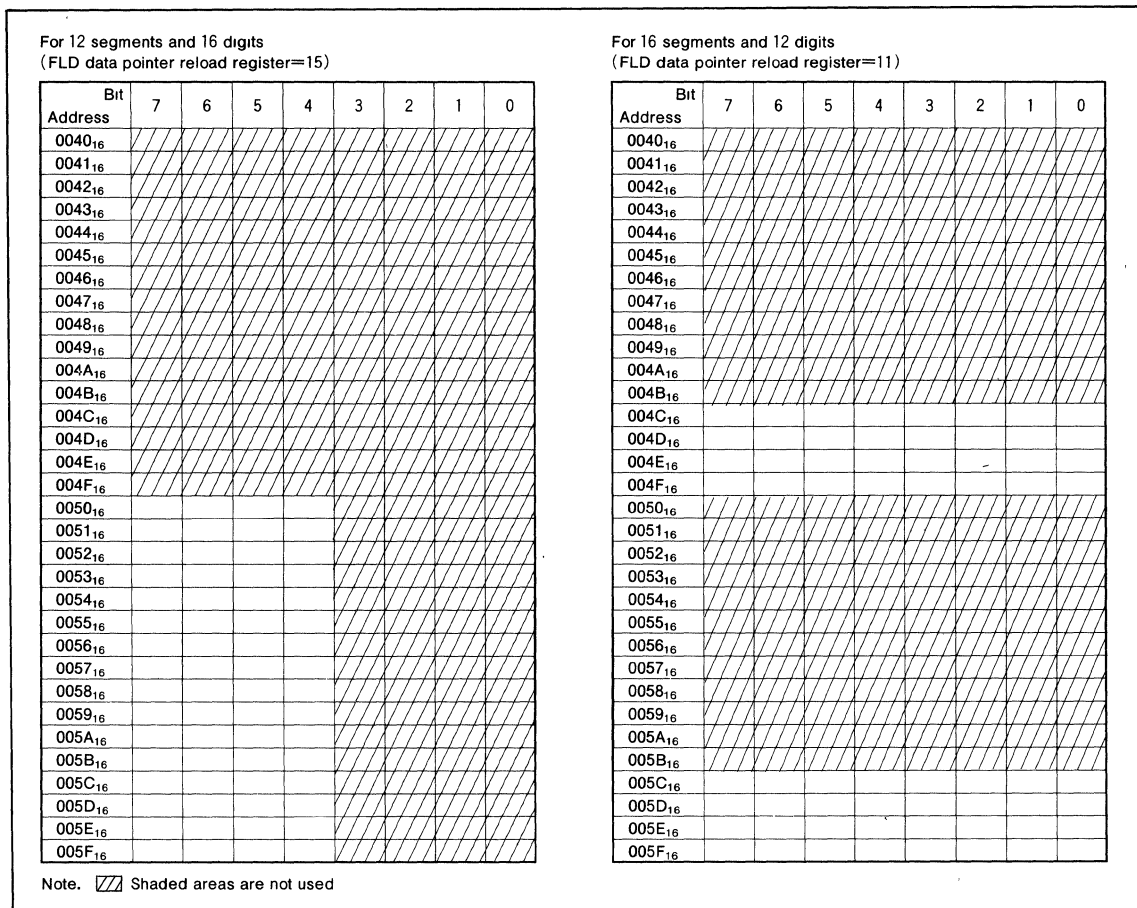 For 12 segments and 16 digits
(FLD data pointer reload register=15)
Bit 7 6 5 4 3 2 1 0
Address
0040₁₆
0041₁₆
0042₁₆
0043₁₆
0044₁₆
0045₁₆
0046₁₆
0047₁₆
0048₁₆
0049₁₆
004A₁₆
004B₁₆
004C₁₆
004D₁₆
004E₁₆
004F₁₆
0050₁₆
0051₁₆
0052₁₆
0053₁₆
0054₁₆
0055₁₆
0056₁₆
0057₁₆
0058₁₆
0059₁₆
005A₁₆
005B₁₆
005C₁₆
005D₁₆
005E₁₆
005F₁₆
For 16 segments and 12 digits
(FLD data pointer reload register=11)
Bit 7 6 5 4 3 2 1 0
Address
0040₁₆
0041₁₆
0042₁₆
0043₁₆
0044₁₆
0045₁₆
0046₁₆
0047₁₆
0048₁₆
0049₁₆
004A₁₆
004B₁₆
004C₁₆
004D₁₆
004E₁₆
004F₁₆
0050₁₆
0051₁₆
0052₁₆
0053₁₆
0054₁₆
0055₁₆
0056₁₆
0057₁₆
0058₁₆
0059₁₆
005A₁₆
005B₁₆
005C₁₆
005D₁₆
005E₁₆
005F₁₆
Note. Shaded areas are not used